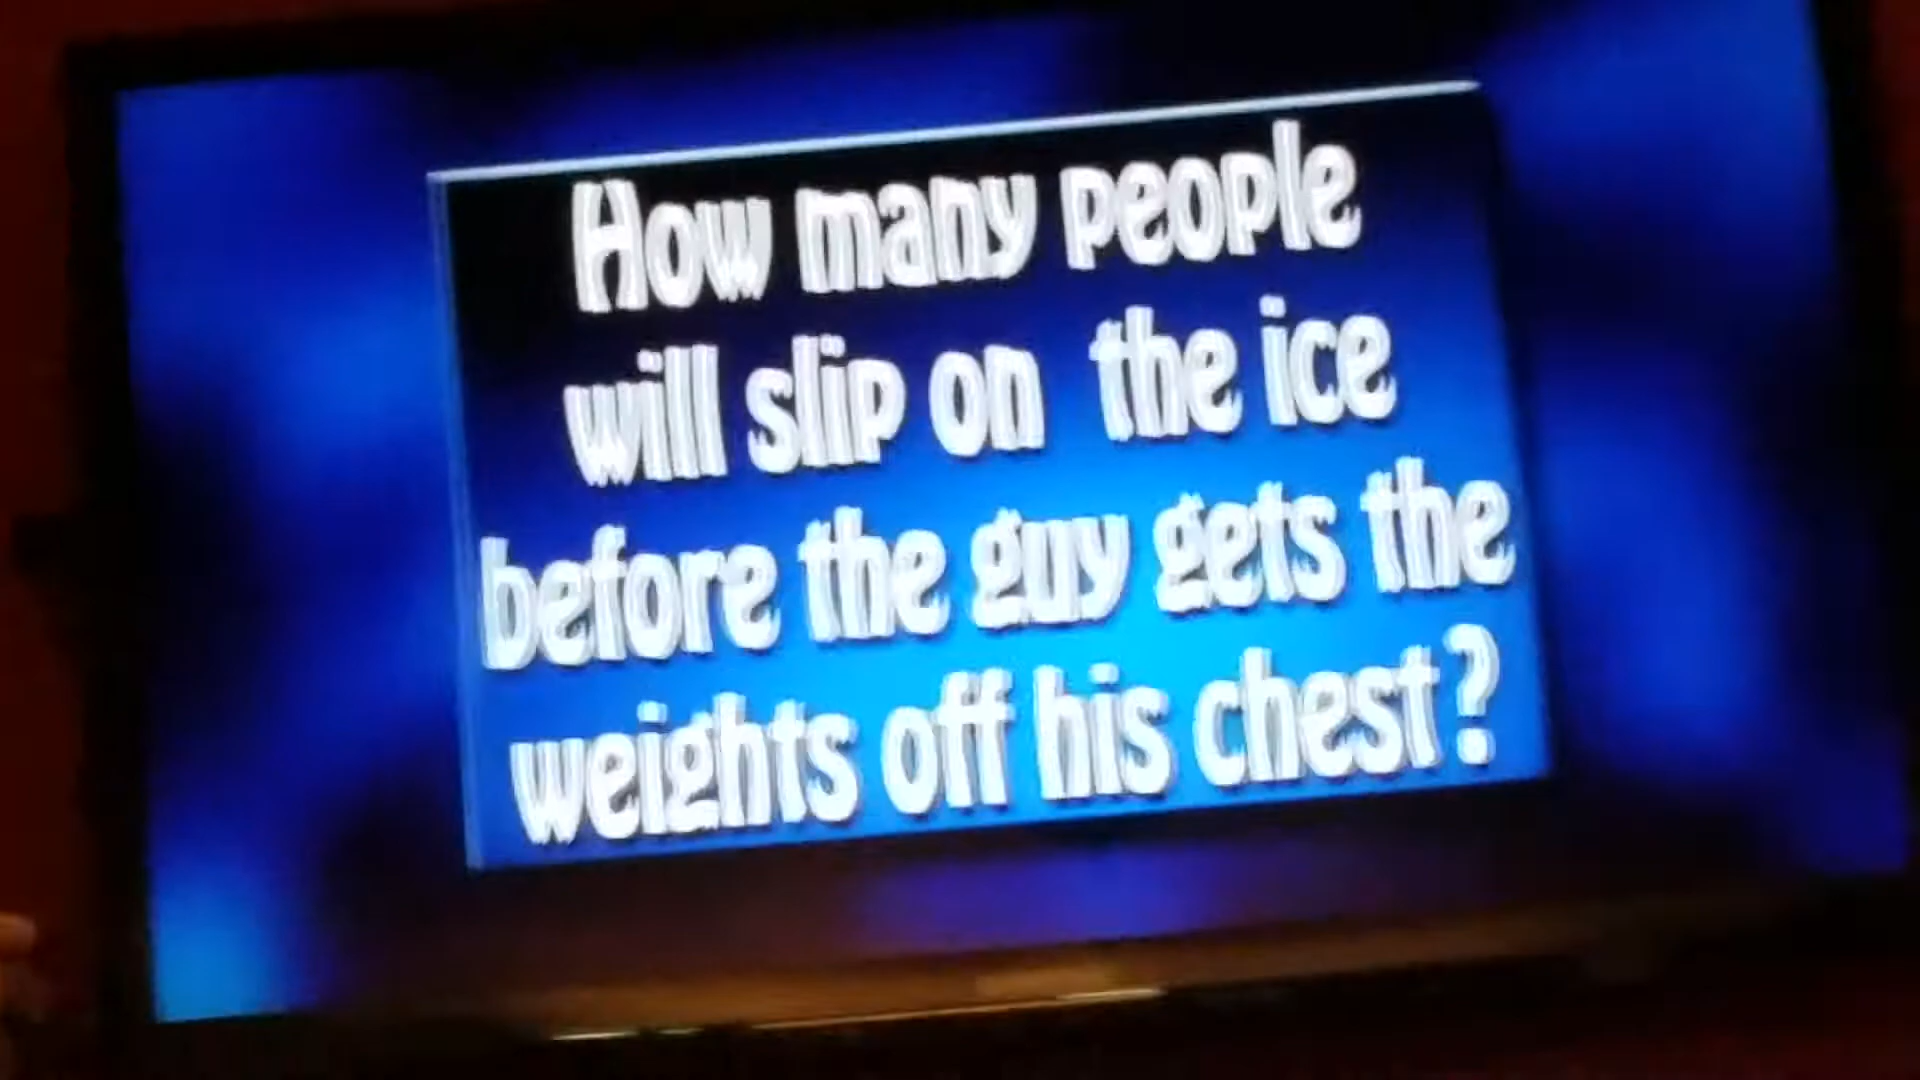 How many people
will slip on the ice
before the guy gets the
weights off his chest?